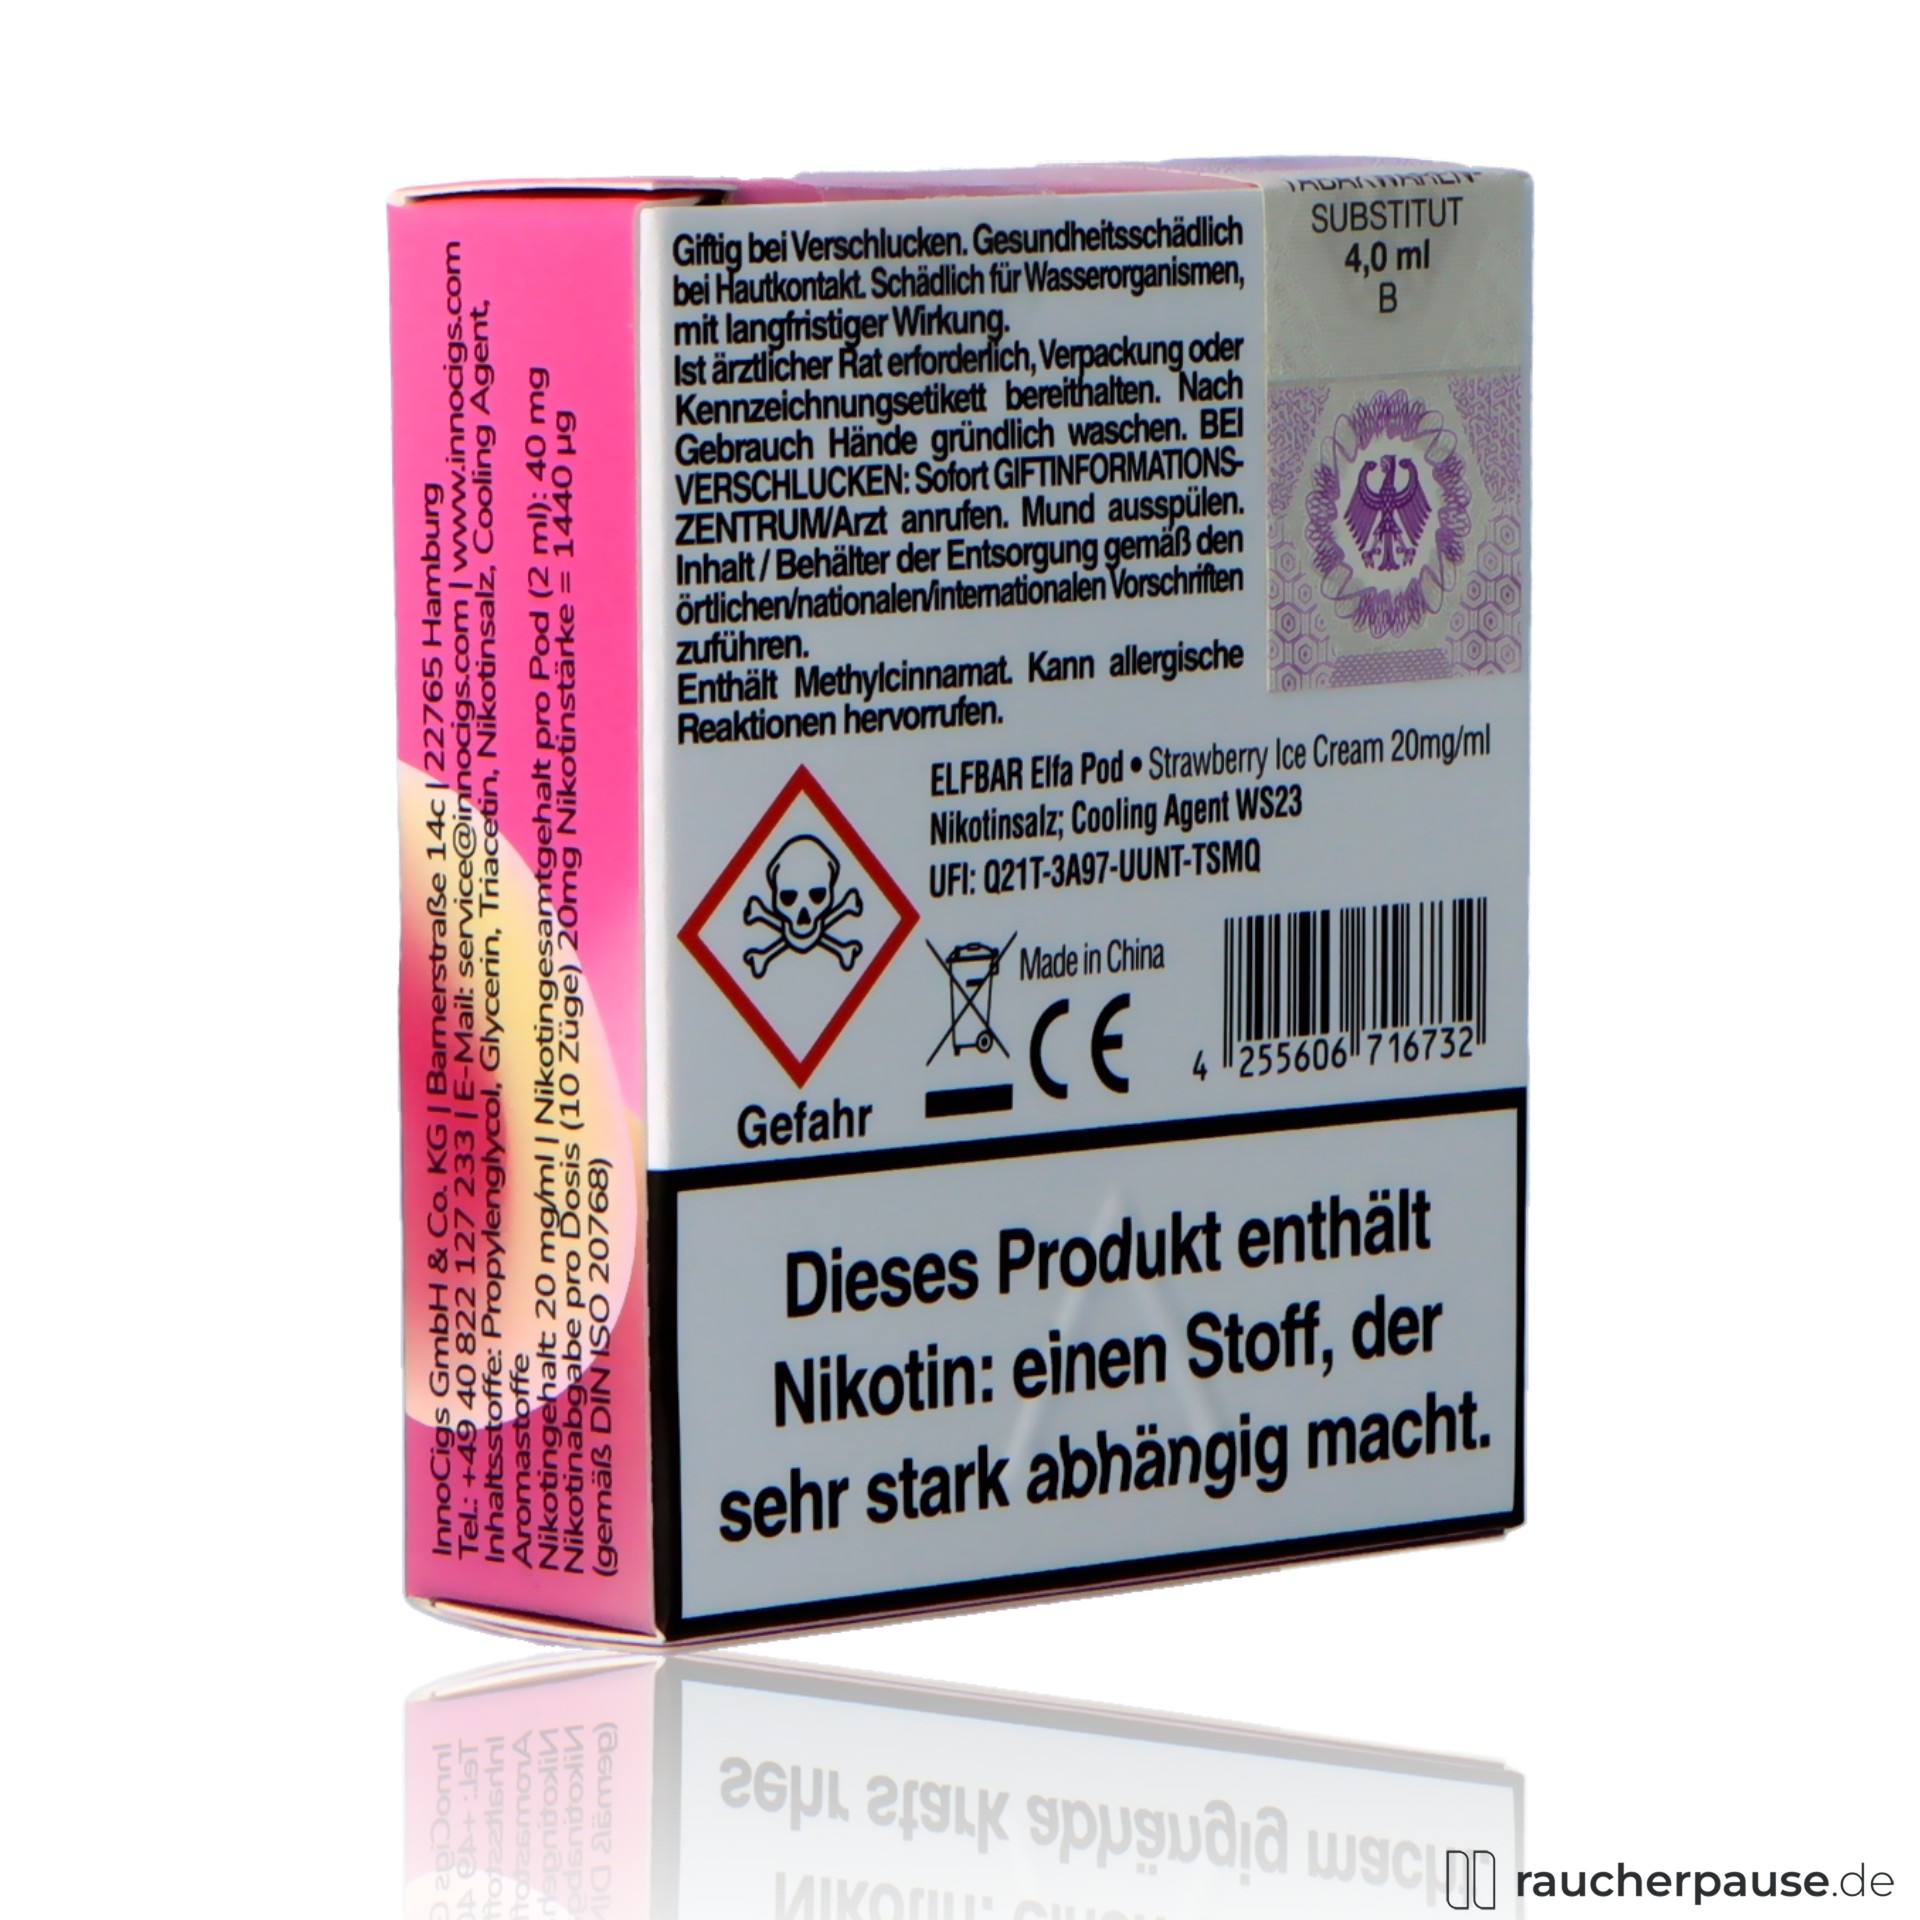 InnoCigs GmbH & Co. KG | Barnerstraße 14c | 22765 Hamburg
Tel.: +49 40 822 127 233 | E-Mail: service@innocigs.com | www.innocigs.com
Inhaltsstoffe: Propylenglycol, Glycerin, Triacetin, Nikotinsalz, Cooling Agent,
Aromastoffe
Nikotingehalt: 20 mg/ml | Nikotingesamtgehalt pro Pod (2 ml): 40 mg
Nikotinabgabe pro Dosis (10 Züge) 20mg Nikotinstärke = 1440 µg
(gemäß DIN ISO 20768)
Giftig bei Verschlucken. Gesundheitsschädlich
bei Hautkontakt. Schädlich für Wasserorganismen,
mit langfristiger Wirkung.
Ist ärztlicher Rat erforderlich, Verpackung oder
Kennzeichnungsetikett bereithalten. Nach
Gebrauch Hände gründlich waschen. BEI
VERSCHLUCKEN: Sofort GIFTINFORMATIONS-
ZENTRUM/Arzt anrufen. Mund ausspülen.
Inhalt / Behälter der Entsorgung gemäß den
örtlichen/nationalen/internationalen Vorschriften
zuführen.
Enthält Methylcinnamat. Kann allergische
Reaktionen hervorrufen.
TABAKWAREN-
SUBSTITUT
4,0 ml
B
ELFBAR Elfa Pod • Strawberry Ice Cream 20mg/ml
Nikotinsalz; Cooling Agent WS23
UFI: Q21T-3A97-UUNT-TSMQ
Made in China
CE
4 255606 716732
Gefahr
Dieses Produkt enthält
Nikotin: einen Stoff, der
sehr stark abhängig macht.
raucherpause.de